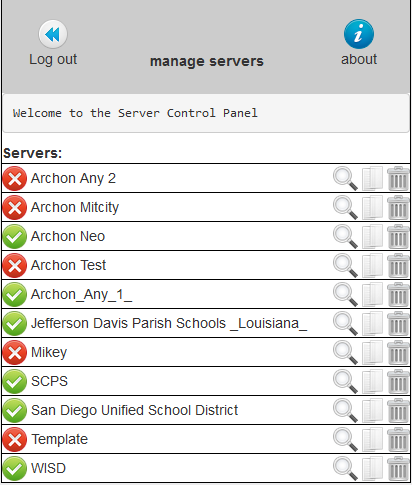 Log out
manage servers
about
Welcome to the Server Control Panel
Servers:
Archon Any 2
Archon Mitcity
Archon Neo
Archon Test
Archon_Any_1_
Jefferson Davis Parish Schools _Louisiana_
Mikey
SCPS
San Diego Unified School District
Template
WISD